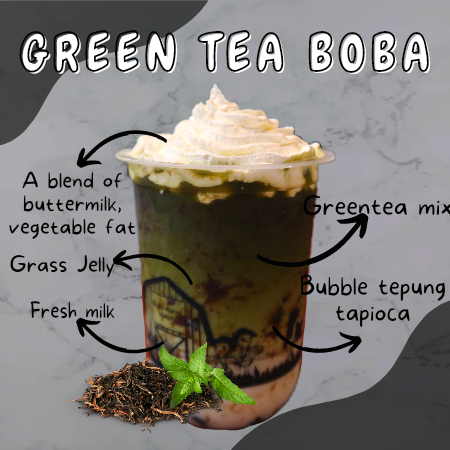 GREEN TEA BOBA
A blend of
buttermilk,
vegetable fat
Greentea mix
Grass Jelly
Bubble tepung
tapioca
Fresh milk